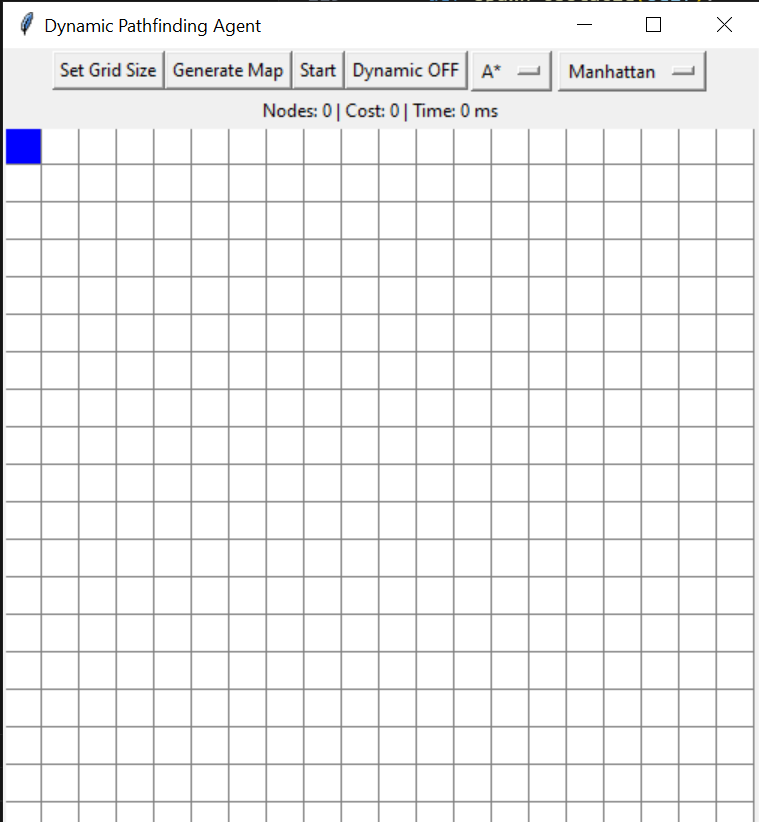 Dynamic Pathfinding Agent
Set Grid Size Generate Map Start Dynamic OFF A* Manhattan
Nodes: 0 | Cost: 0 | Time: 0 ms